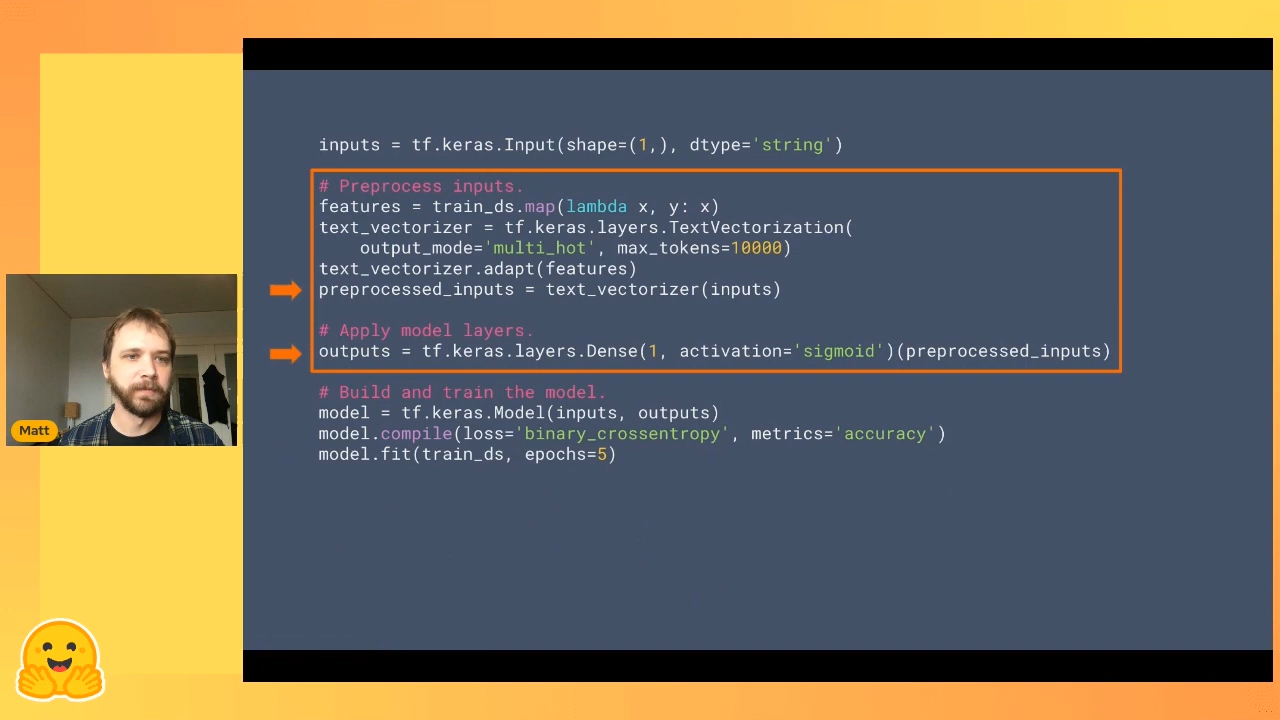 inputs = tf.keras.Input(shape=(1,), dtype='string')
# Preprocess inputs.
features = train_ds.map(lambda x, y: x)
text_vectorizer = tf.keras.layers.TextVectorization(
    output_mode='multi_hot', max_tokens=10000)
text_vectorizer.adapt(features)
preprocessed_inputs = text_vectorizer(inputs)
# Apply model layers.
outputs = tf.keras.layers.Dense(1, activation='sigmoid')(preprocessed_inputs)
# Build and train the model.
model = tf.keras.Model(inputs, outputs)
model.compile(loss='binary_crossentropy', metrics='accuracy')
model.fit(train_ds, epochs=5)
Matt